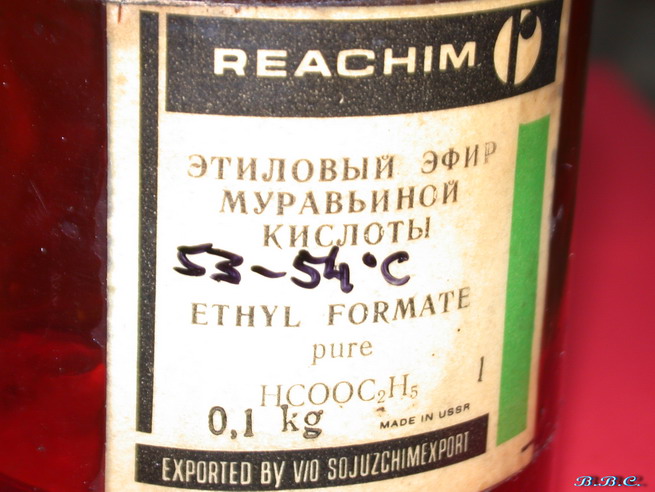 REACHIM
ЭТИЛОВЫЙ ЭФИР
МУРАВЬИНОЙ
КИСЛОТЫ
53-54°C
ETHYL FORMATE
pure
HCOOC₂H₅ 1
0,1 kg MADE IN USSR
EXPORTED By V/O SOJUZCHIMEXPORT
B.B.C.